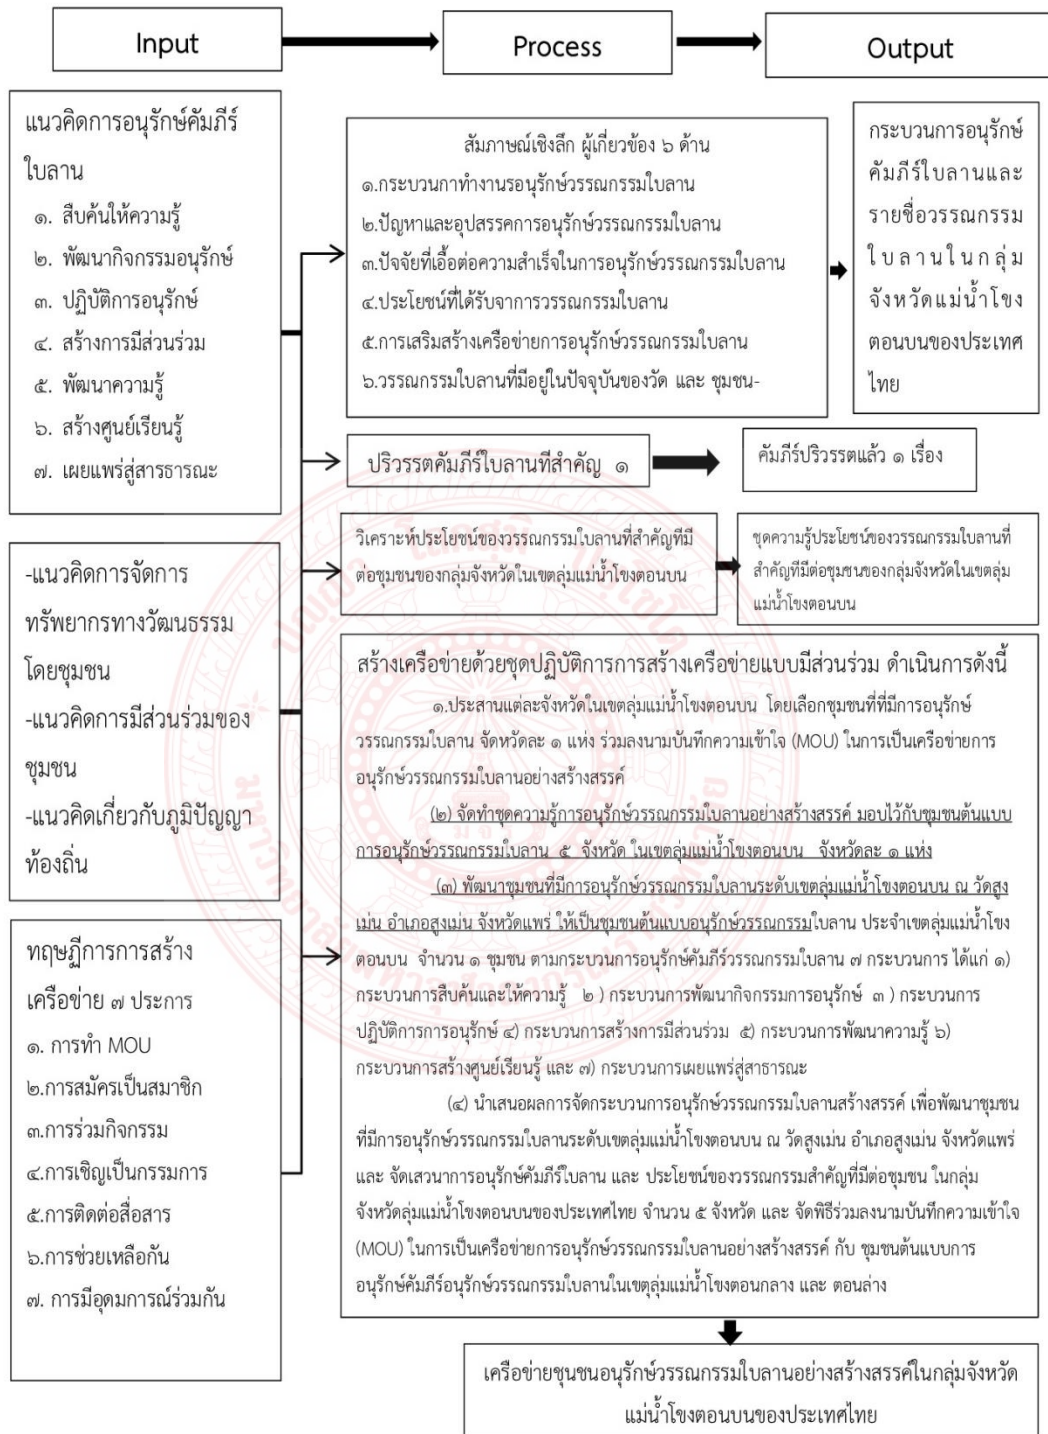 Input
Process
Output
แนวคิดการอนุรักษ์คัมภีร์
ใบลาน
๑. สืบค้นให้ความรู้
๒. พัฒนากิจกรรมอนุรักษ์
๓. ปฏิบัติการอนุรักษ์
๔. สร้างการมีส่วนร่วม
๕. พัฒนาความรู้
๖. สร้างศูนย์เรียนรู้
๗. เผยแพร่สู่สารธารณะ
-แนวคิดการจัดการ
ทรัพยากรทางวัฒนธรรม
โดยชุมชน
-แนวคิดการมีส่วนร่วมของ
ชุมชน
-แนวคิดเกี่ยวกับภูมิปัญญา
ท้องถิ่น
ทฤษฏีการการสร้าง
เครือข่าย ๗ ประการ
๑. การทำ MOU
๒.การสมัครเป็นสมาชิก
๓.การร่วมกิจกรรม
๔.การเชิญเป็นกรรมการ
๕.การติดต่อสื่อสาร
๖.การช่วยเหลือกัน
๗. การมีอุดมการณ์ร่วมกัน
สัมภาษณ์เชิงลึก ผู้เกี่ยวข้อง ๖ ด้าน
๑.กระบวนกาทำงานรอนุรักษ์วรรณกรรมใบลาน
๒.ปัญหาและอุปสรรคการอนุรักษ์วรรณกรรมใบลาน
๓.ปัจจัยที่เอื้อต่อความสำเร็จในการอนุรักษ์วรรณกรรมใบลาน
๔.ประโยชน์ที่ได้รับจาการวรรณกรรมใบลาน
๕.การเสริมสร้างเครือข่ายการอนุรักษ์วรรณกรรมใบลาน
๖.วรรณกรรมใบลานที่มีอยู่ในปัจจุบันของวัด และ ชุมชน-
กระบวนการอนุรักษ์
คัมภีร์ใบลานและ
รายชื่อวรรณกรรม
ใบลานในกลุ่ม
จังหวัดแม่น้ำโขง
ตอนบนของประเทศ
ไทย
ปริวรรตคัมภีร์ใบลานที่สำคัญ ๑
คัมภีร์ปริวรรตแล้ว ๑ เรื่อง
วิเคราะห์ประโยชน์ของวรรณกรรมใบลานที่สำคัญที่มี
ต่อชุมชนของกลุ่มจังหวัดในเขตลุ่มแม่น้ำโขงตอนบน
ชุดความรู้ประโยชน์ของวรรณกรรมใบลานที่
สำคัญที่มีต่อชุมชนของกลุ่มจังหวัดในเขตลุ่ม
แม่น้ำโขงตอนบน
สร้างเครือข่ายด้วยชุดปฏิบัติการการสร้างเครือข่ายแบบมีส่วนร่วม ดำเนินการดังนี้
๑.ประสานแต่ละจังหวัดในเขตลุ่มแม่น้ำโขงตอนบน โดยเลือกชุมชนที่ที่มีการอนุรักษ์
วรรณกรรมใบลาน จัดหวัดละ ๑ แห่ง ร่วมลงนามบันทึกความเข้าใจ (MOU) ในการเป็นเครือข่ายการ
อนุรักษ์วรรณกรรมใบลานอย่างสร้างสรรค์
(๒) จัดทำชุดความรู้การอนุรักษ์วรรณกรรมใบลานอย่างสร้างสรรค์ มอบไว้กับชุมชนต้นแบบ
การอนุรักษ์วรรณกรรมใบลาน ๕ จังหวัด ในเขตลุ่มแม่น้ำโขงตอนบน จังหวัดละ ๑ แห่ง
(๓) พัฒนาชุมชนที่มีการอนุรักษ์วรรณกรรมใบลานระดับเขตลุ่มแม่น้ำโขงตอนบน ณ วัดสูง
เม่น อำเภอสูงเม่น จังหวัดแพร่ ให้เป็นชุมชนต้นแบบอนุรักษ์วรรณกรรมใบลาน ประจำเขตลุ่มแม่น้ำโขง
ตอนบน จำนวน ๑ ชุมชน ตามกระบวนการอนุรักษ์คัมภีร์วรรณกรรมใบลาน ๗ กระบวนการ ได้แก่ ๑)
กระบวนการสืบค้นและให้ความรู้ ๒ ) กระบวนการพัฒนากิจกรรมการอนุรักษ์ ๓ ) กระบวนการ
ปฏิบัติการการอนุรักษ์ ๔) กระบวนการสร้างการมีส่วนร่วม ๕) กระบวนการพัฒนาความรู้ ๖)
กระบวนการสร้างศูนย์เรียนรู้ และ ๗) กระบวนการเผยแพร่สู่สาธารณะ
(๔) นำเสนอผลการจัดกระบวนการอนุรักษ์วรรณกรรมใบลานสร้างสรรค์ เพื่อพัฒนาชุมชน
ที่มีการอนุรักษ์วรรณกรรมใบลานระดับเขตลุ่มแม่น้ำโขงตอนบน ณ วัดสูงเม่น อำเภอสูงเม่น จังหวัดแพร่
และ จัดเสวนาการอนุรักษ์คัมภีร์ใบลาน และ ประโยชน์ของวรรณกรรมสำคัญที่มีต่อชุมชน ในกลุ่ม
จังหวัดลุ่มแม่น้ำโขงตอนบนของประเทศไทย จำนวน ๕ จังหวัด และ จัดพิธีร่วมลงนามบันทึกความเข้าใจ
(MOU) ในการเป็นเครือข่ายการอนุรักษ์วรรณกรรมใบลานอย่างสร้างสรรค์ กับ ชุมชนต้นแบบการ
อนุรักษ์คัมภีร์อนุรักษ์วรรณกรรมใบลานในเขตุลุ่มแม่น้ำโขงตอนกลาง และ ตอนล่าง
เครือข่ายชุนชนอนุรักษ์วรรณกรรมใบลานอย่างสร้างสรรค์ในกลุ่มจังหวัด
แม่น้ำโขงตอนบนของประเทศไทย